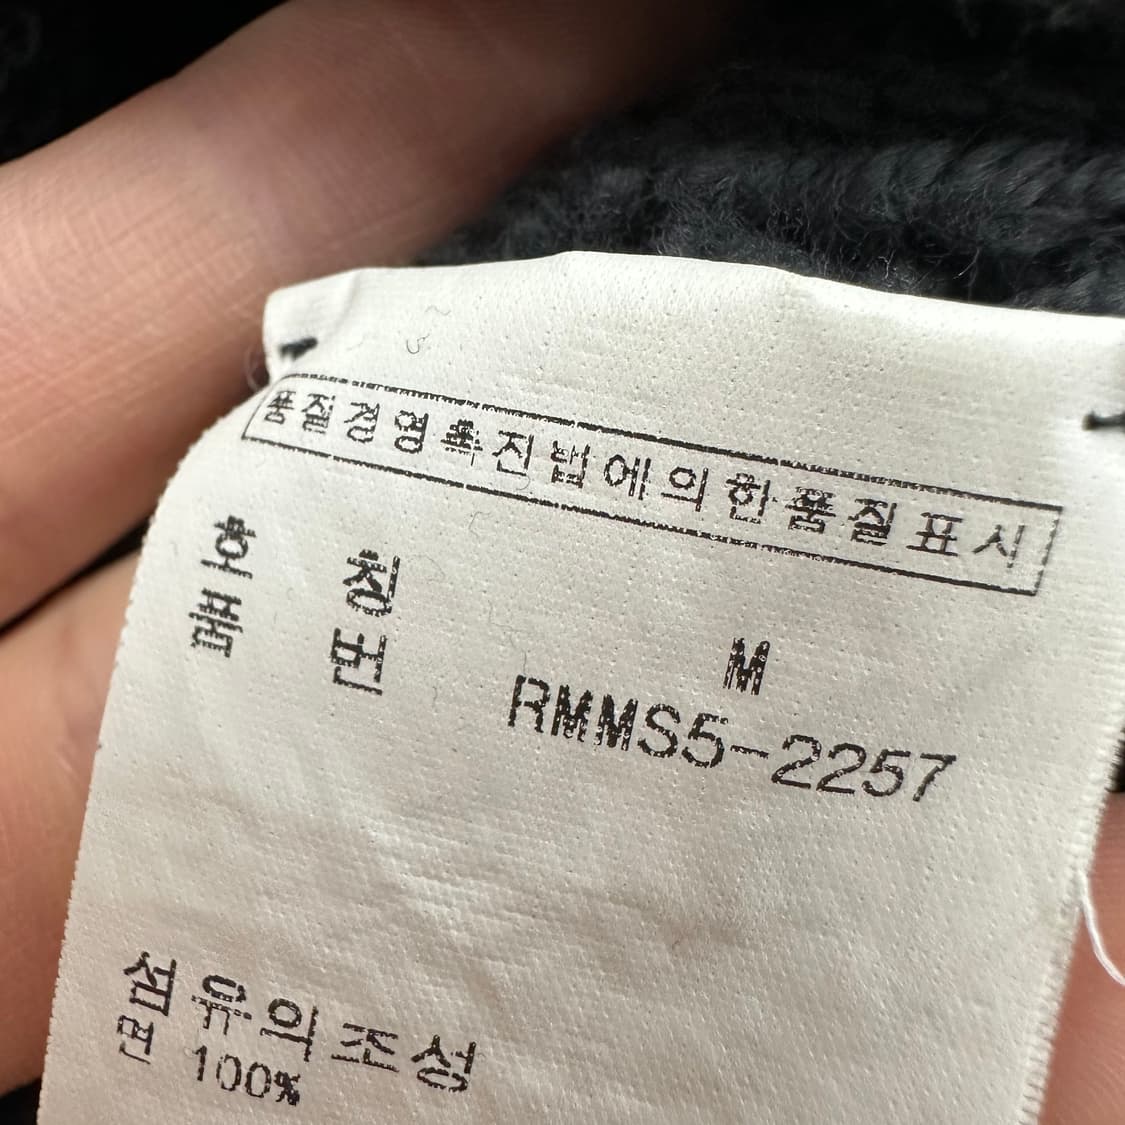 품질경영촉진법에의한품질표시
호 칭 M
품 번 RMMS5-2257
섬유의조성
면 100%